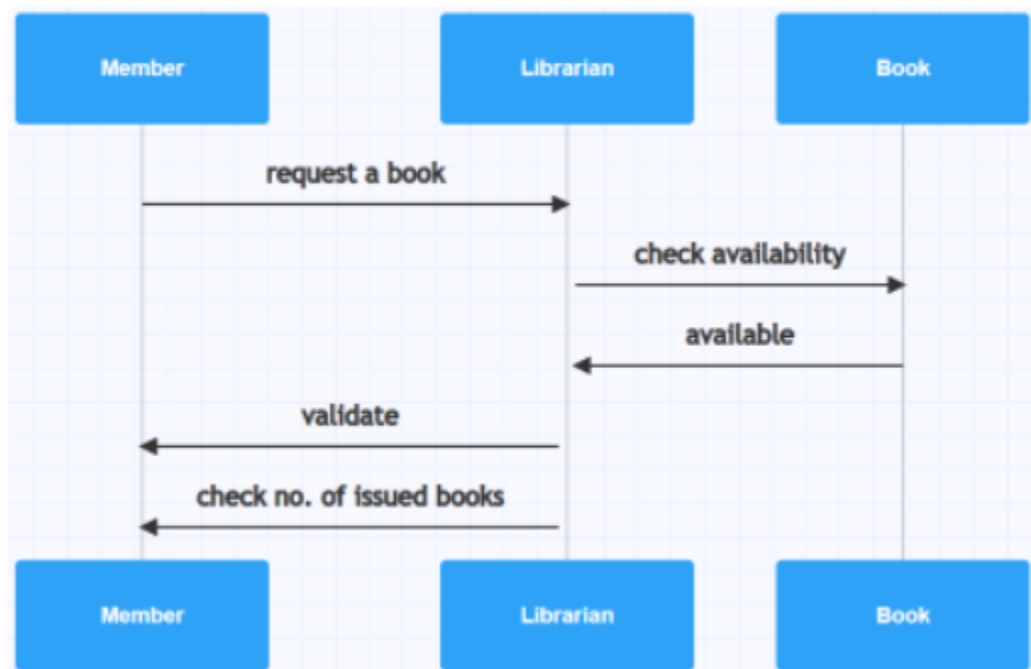 Member
Librarian
Book
request a book
check availability
available
validate
check no. of issued books
Member
Librarian
Book